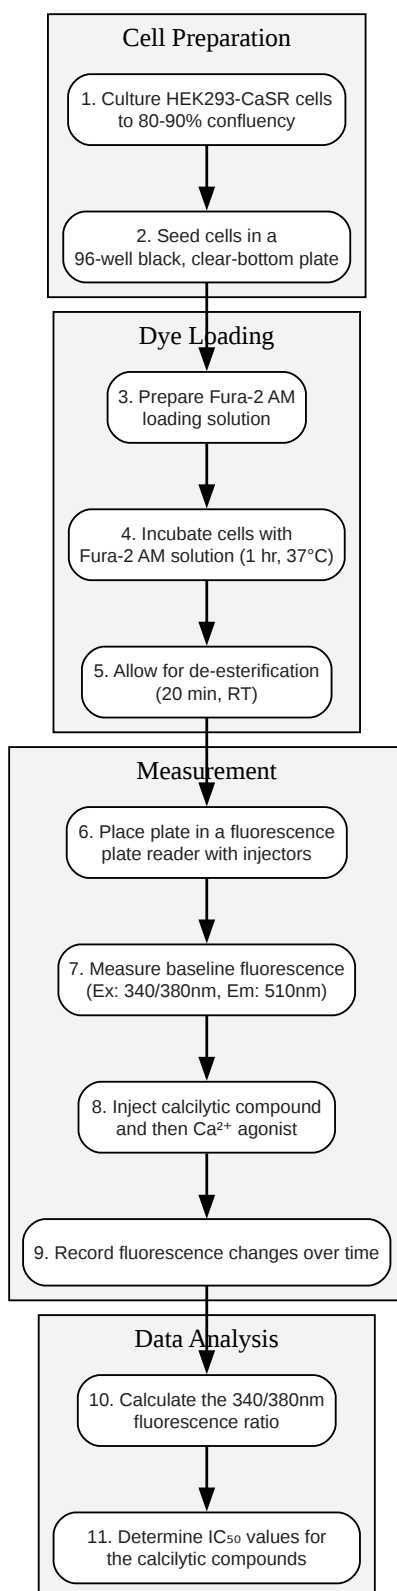 Cell Preparation
1. Culture HEK293-CaSR cells
to 80-90% confluency
2. Seed cells in a
96-well black, clear-bottom plate
Dye Loading
3. Prepare Fura-2 AM
loading solution
4. Incubate cells with
Fura-2 AM solution (1 hr, 37°C)
5. Allow for de-esterification
(20 min, RT)
Measurement
6. Place plate in a fluorescence
plate reader with injectors
7. Measure baseline fluorescence
(Ex: 340/380nm, Em: 510nm)
8. Inject calcilytic compound
and then Ca²⁺ agonist
9. Record fluorescence changes over time
Data Analysis
10. Calculate the 340/380nm
fluorescence ratio
11. Determine IC₅₀ values for
the calcilytic compounds